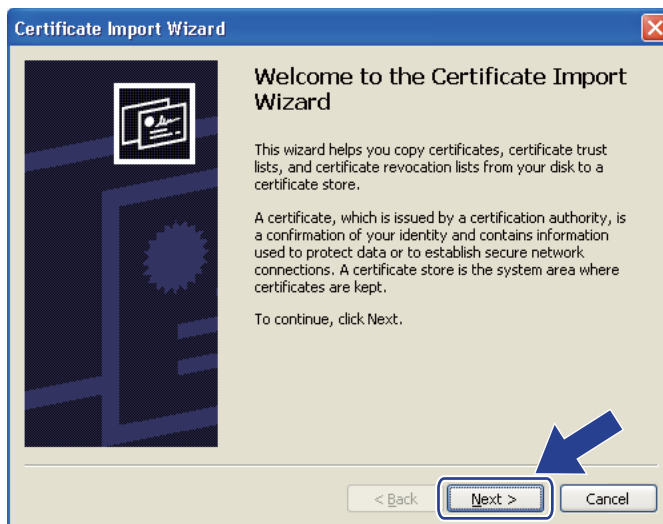 Certificate Import Wizard
Welcome to the Certificate Import
Wizard
This wizard helps you copy certificates, certificate trust
lists, and certificate revocation lists from your disk to a
certificate store.
A certificate, which is issued by a certification authority, is
a confirmation of your identity and contains information
used to protect data or to establish secure network
connections. A certificate store is the system area where
certificates are kept.
To continue, click Next.
< Back Next > Cancel